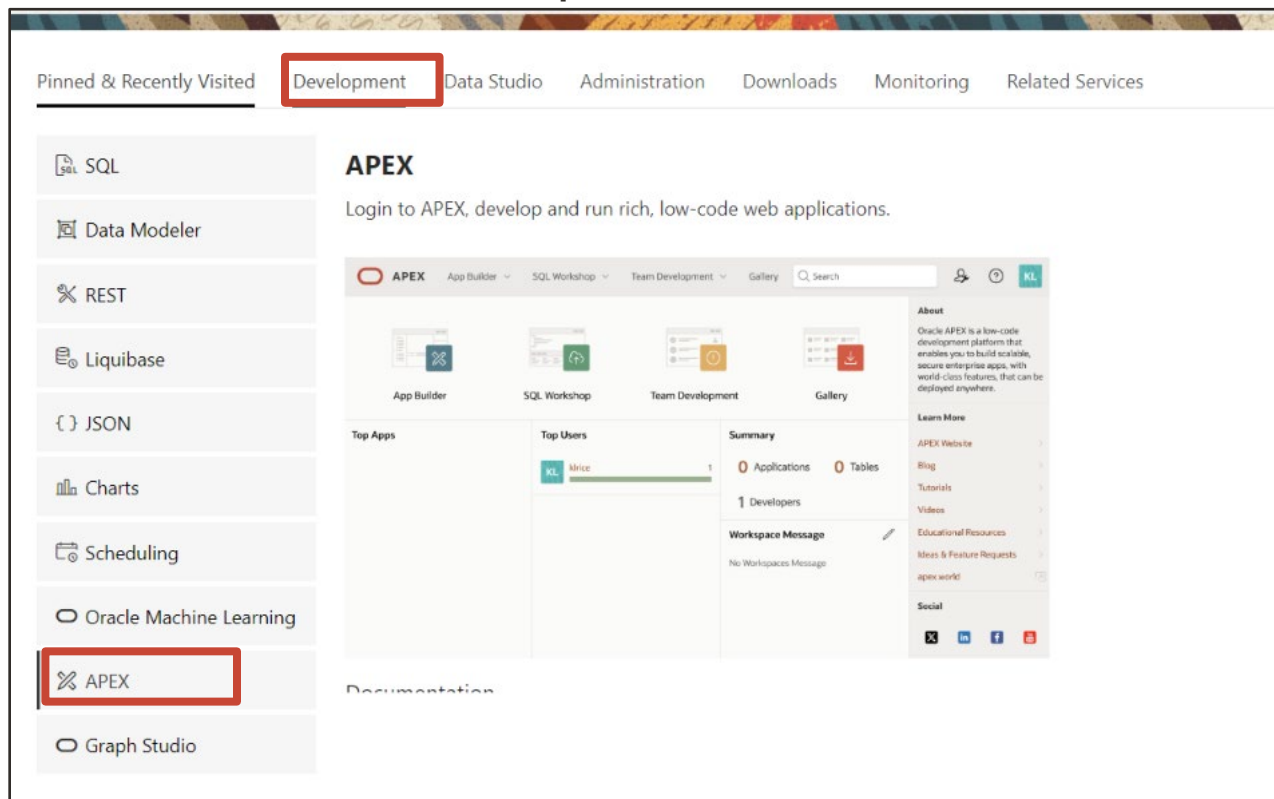 Pinned & Recently Visited Development Data Studio Administration Downloads Monitoring Related Services
SQL
Data Modeler
REST
Liquibase
{} JSON
Charts
Scheduling
Oracle Machine Learning
APEX
Graph Studio
APEX
Login to APEX, develop and run rich, low-code web applications.
APEX App Builder SQL Workshop Team Development Gallery Search KL
App Builder SQL Workshop Team Development Gallery
Top Apps
Top Users
KL klrice 1
Summary
0 Applications 0 Tables
1 Developers
Workspace Message
No Workspaces Message
About
Oracle APEX is a low-code
development platform that
enables you to build scalable,
secure enterprise apps, with
world-class features, that can be
deployed anywhere.
Learn More
APEX Website
Blog
Tutorials
Videos
Educational Resources
Ideas & Feature Requests
apex world
Social
Documentation